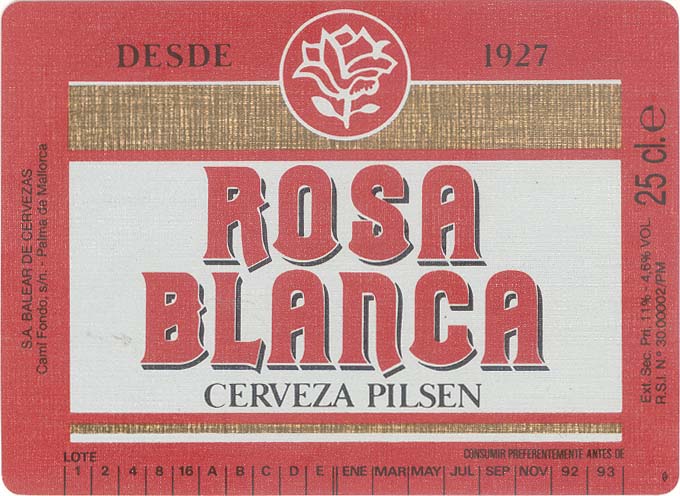 DESDE 1927
ROSA
BLANCA
CERVEZA PILSEN
S.A. BALEAR DE CERVEZAS
Camí Fondo, s/n. - Palma de Mallorca
25 cl. e
Ext. Sec. Pri. 11% - 4,6% VOL.
R.S.I. Nº 30.00002/PM
LOTE
CONSUMIR PREFERENTEMENTE ANTES DE
1 2 4 8 16 A B C D E ENE MAR MAY JUL SEP NOV 92 93